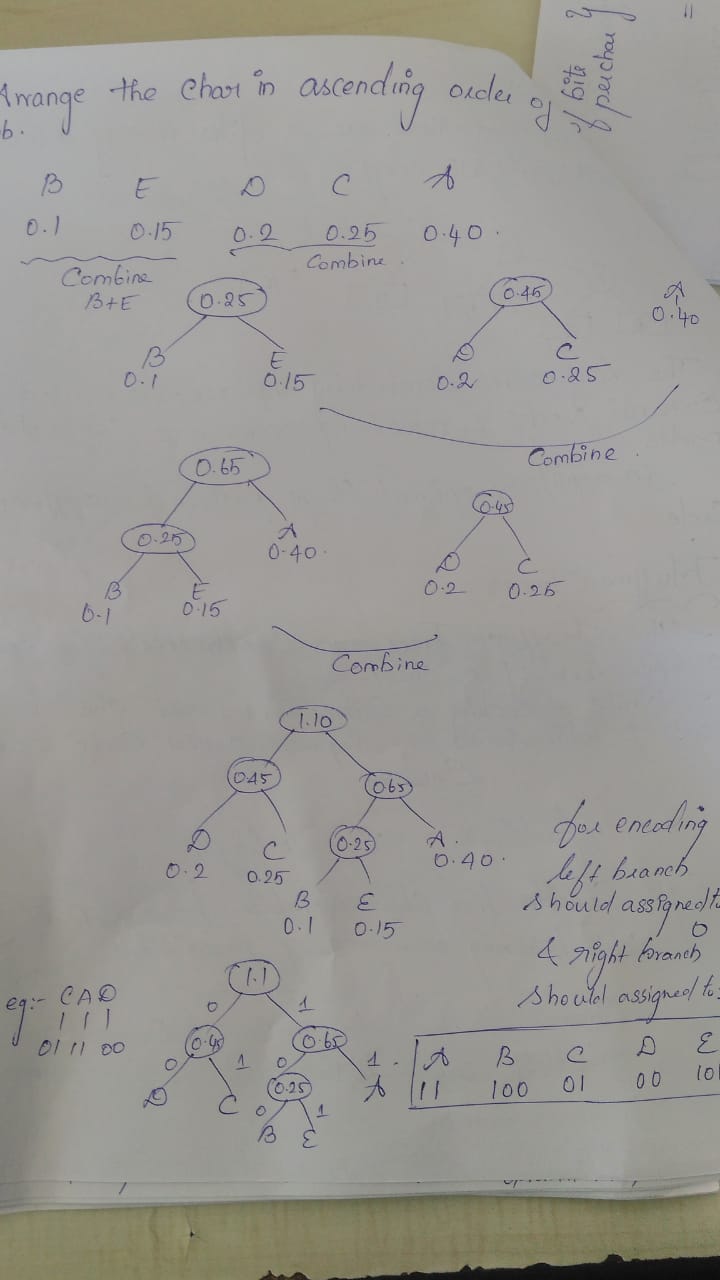 Arrange the Char in ascending order of
b.
if bite
per char
=
B E D C A
0.1 0.15 0.2 0.25 0.40.
Combine
B+E
Combine.
0.25
B E
0.1 0.15
0.45
D C
0.2 0.25
A
0.40
Combine.
0.65
0.25 A
0.40.
B E
0.1 0.15
0.45
D C
0.2 0.25
Combine
1.10
0.45 0.65
D C 0.25 A.
0.2 0.25 0.40.
B E
0.1 0.15
for encoding
left branch
should assigned to
0
& right branch
should assigned to:
eg:- CAD
| | |
01 11 00
1.1
0 1
0.45 0.65
0 1 0 1.
D C 0.25 A
0 1
B E
A B C D E
11 100 01 00 101